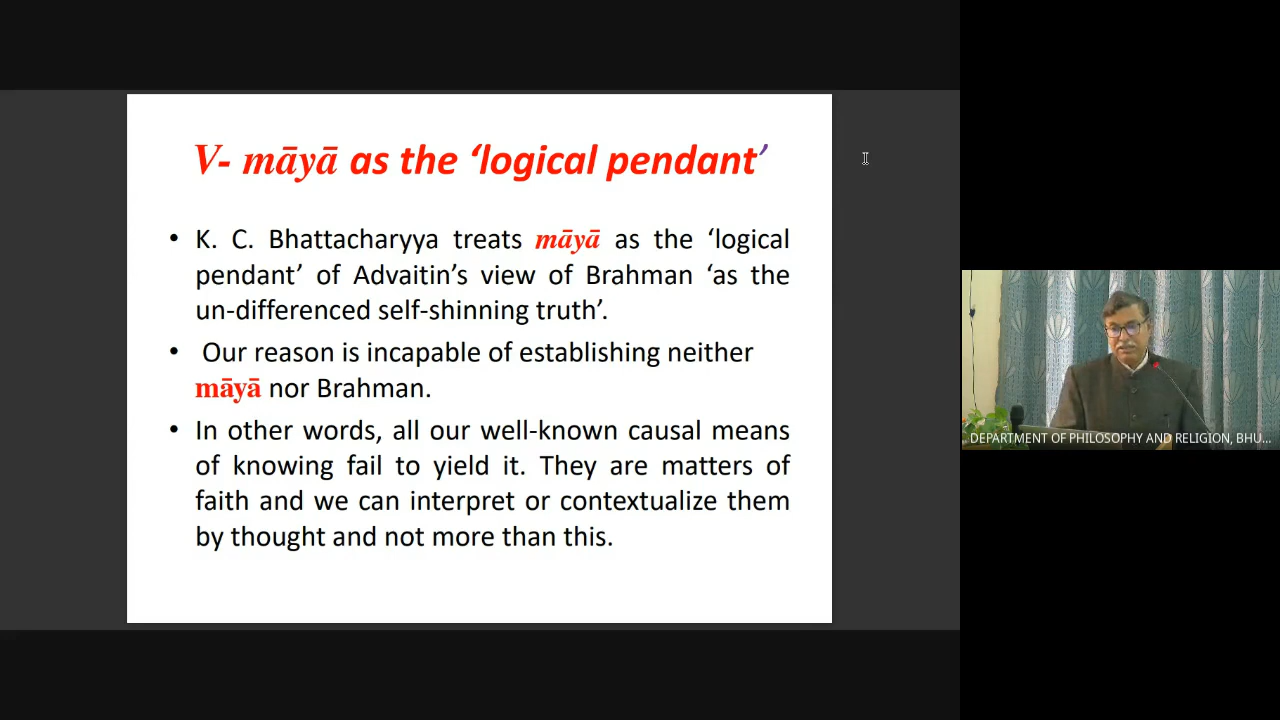 V- māyā as the ‘logical pendant’
• K. C. Bhattacharyya treats māyā as the ‘logical
pendant’ of Advaitin’s view of Brahman ‘as the
un-differenced self-shinning truth’.
• Our reason is incapable of establishing neither
māyā nor Brahman.
• In other words, all our well-known causal means
of knowing fail to yield it. They are matters of
faith and we can interpret or contextualize them
by thought and not more than this.
DEPARTMENT OF PHILOSOPHY AND RELIGION, BHU...